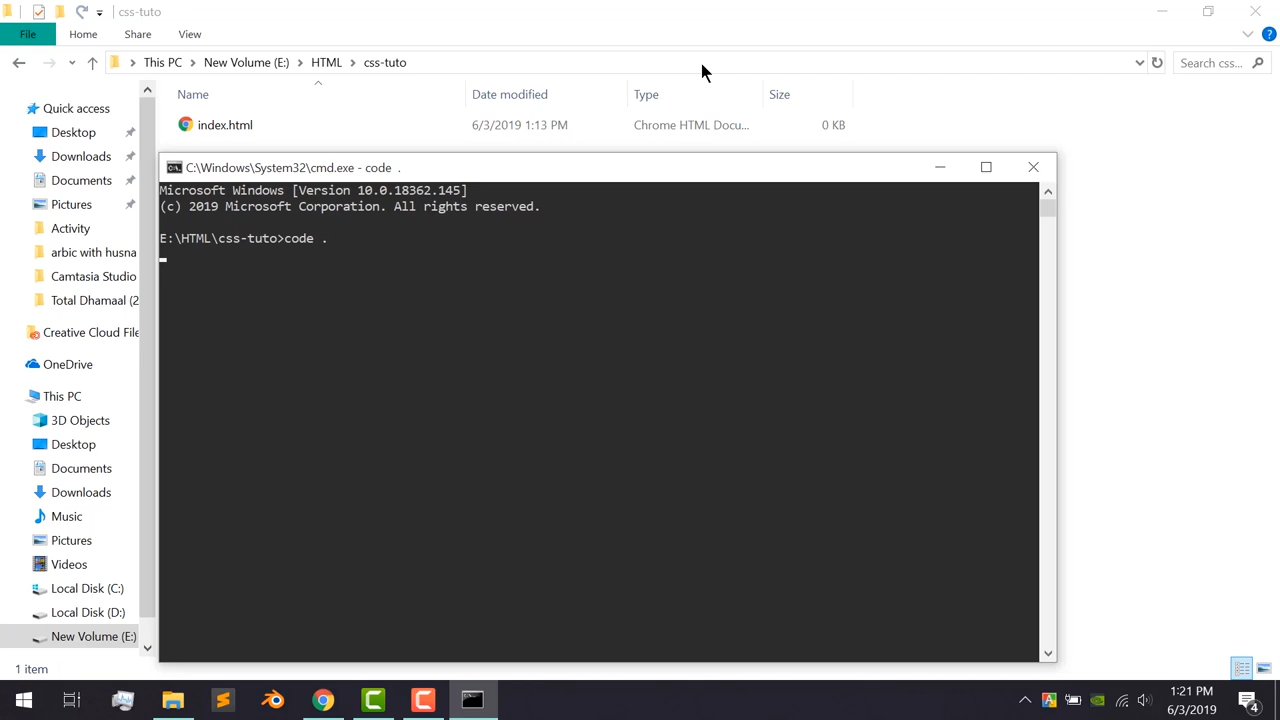 css-tuto
File
Home
Share
View
This PC
New Volume (E:)
HTML
css-tuto
Search css...
Name
Date modified
Type
Size
Quick access
index.html
6/3/2019 1:13 PM
Chrome HTML Docu...
0 KB
Desktop
Downloads
Documents
Pictures
Activity
arbic with husna
Camtasia Studio
Total Dhamaal (2
Creative Cloud File
OneDrive
This PC
3D Objects
Desktop
Documents
Downloads
Music
Pictures
Videos
Local Disk (C:)
Local Disk (D:)
New Volume (E:)
1 item
C:\Windows\System32\cmd.exe - code .
Microsoft Windows [Version 10.0.18362.145]
(c) 2019 Microsoft Corporation. All rights reserved.
E:\HTML\css-tuto>code .
1:21 PM
6/3/2019
4